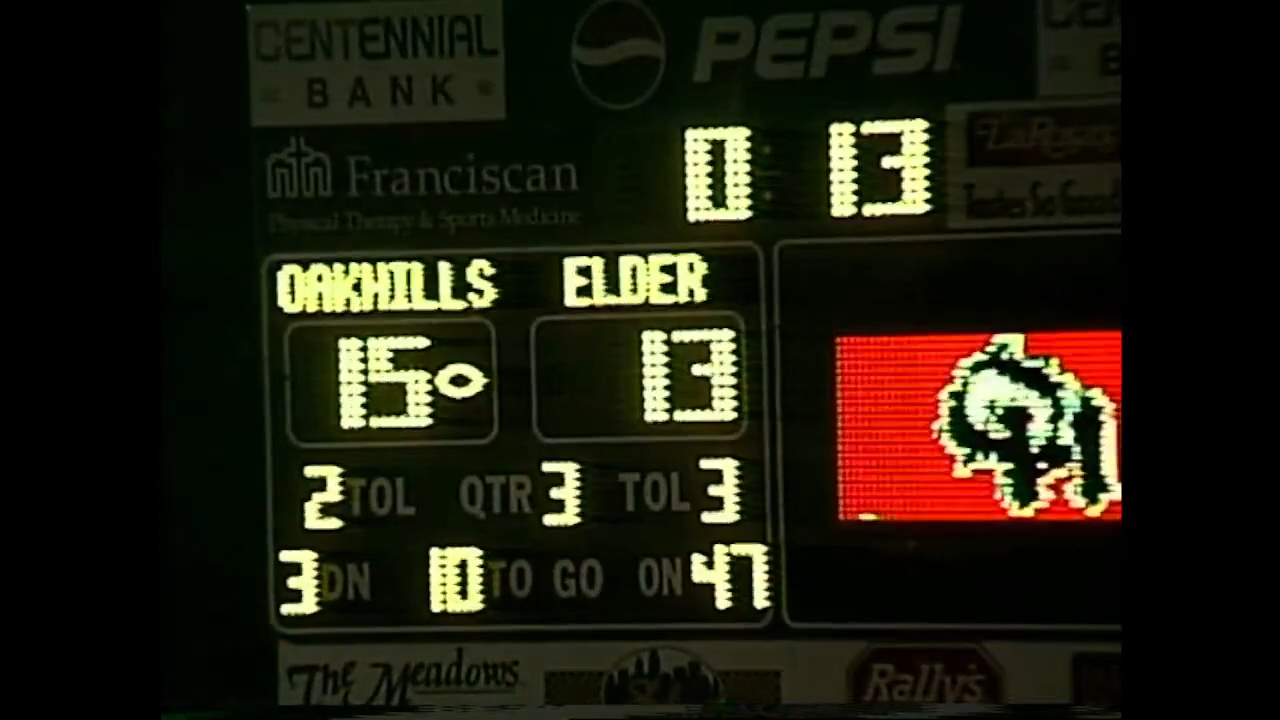 CENTENNIAL
BANK
PEPSI
Franciscan
Physical Therapy & Sports Medicine
0 13
LaRosa's
OAKHILLS ELDER
15 13
2 TOL QTR 3 TOL 3
3 DN 10 TO GO ON 47
The Meadows
Rally's